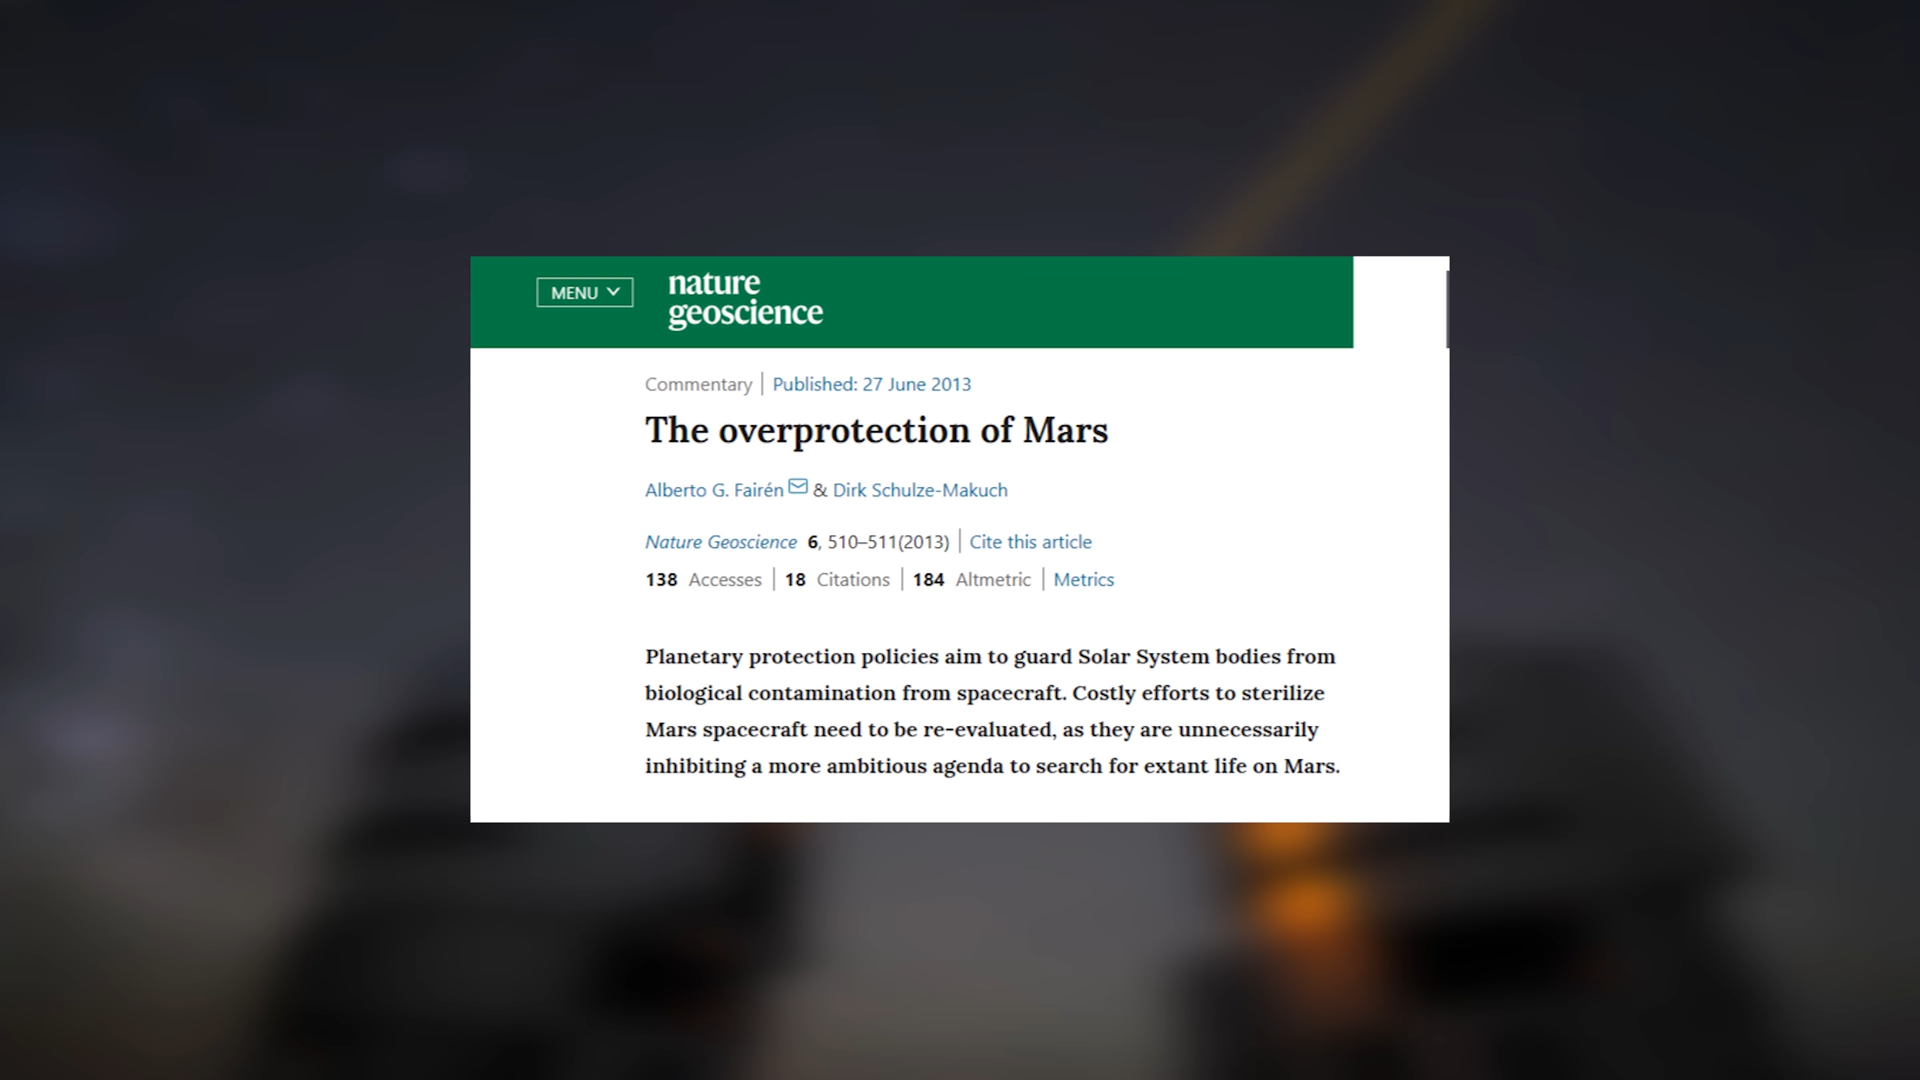 MENU
nature
geoscience
Commentary | Published: 27 June 2013
The overprotection of Mars
Alberto G. Fairén & Dirk Schulze-Makuch
Nature Geoscience 6, 510–511(2013) | Cite this article
138 Accesses | 18 Citations | 184 Altmetric | Metrics
Planetary protection policies aim to guard Solar System bodies from
biological contamination from spacecraft. Costly efforts to sterilize
Mars spacecraft need to be re-evaluated, as they are unnecessarily
inhibiting a more ambitious agenda to search for extant life on Mars.